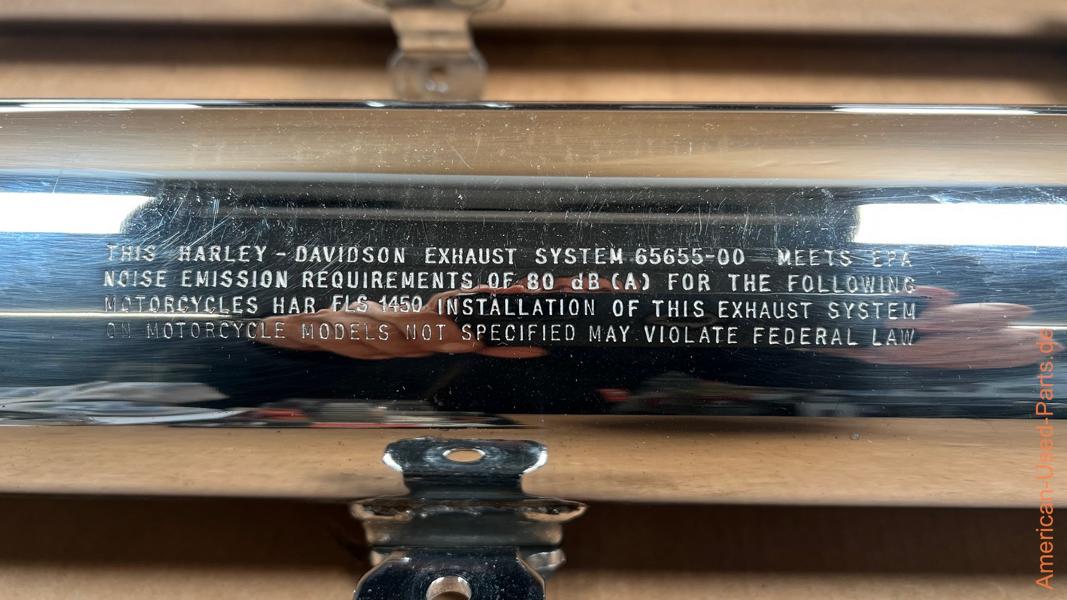 THIS HARLEY-DAVIDSON EXHAUST SYSTEM 65655-00 MEETS EPA
NOISE EMISSION REQUIREMENTS OF 80 dB (A) FOR THE FOLLOWING
MOTORCYCLES HAR FLS 1450 INSTALLATION OF THIS EXHAUST SYSTEM
ON MOTORCYCLE MODELS NOT SPECIFIED MAY VIOLATE FEDERAL LAW
American-Used-Parts.de